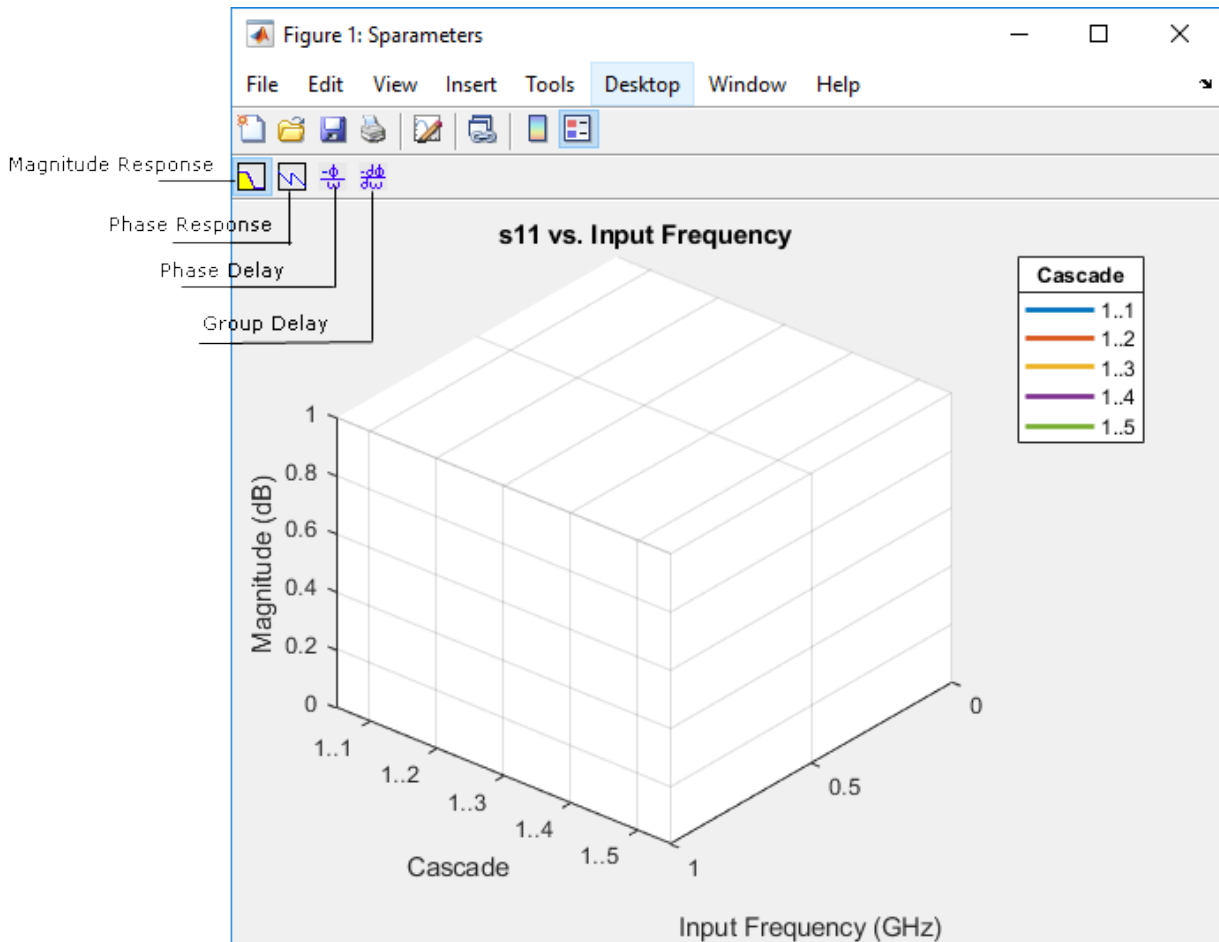 Figure 1: Sparameters
File Edit View Insert Tools Desktop Window Help
Magnitude Response
-ϕ
ω
-dϕ
dω
Phase Response
Phase Delay
Group Delay
s11 vs. Input Frequency
Cascade
1..1
1..2
1..3
1..4
1..5
Magnitude (dB)
1
0.8
0.6
0.4
0.2
0
1..1
1..2
1..3
1..4
1..5
Cascade
0
0.5
1
Input Frequency (GHz)